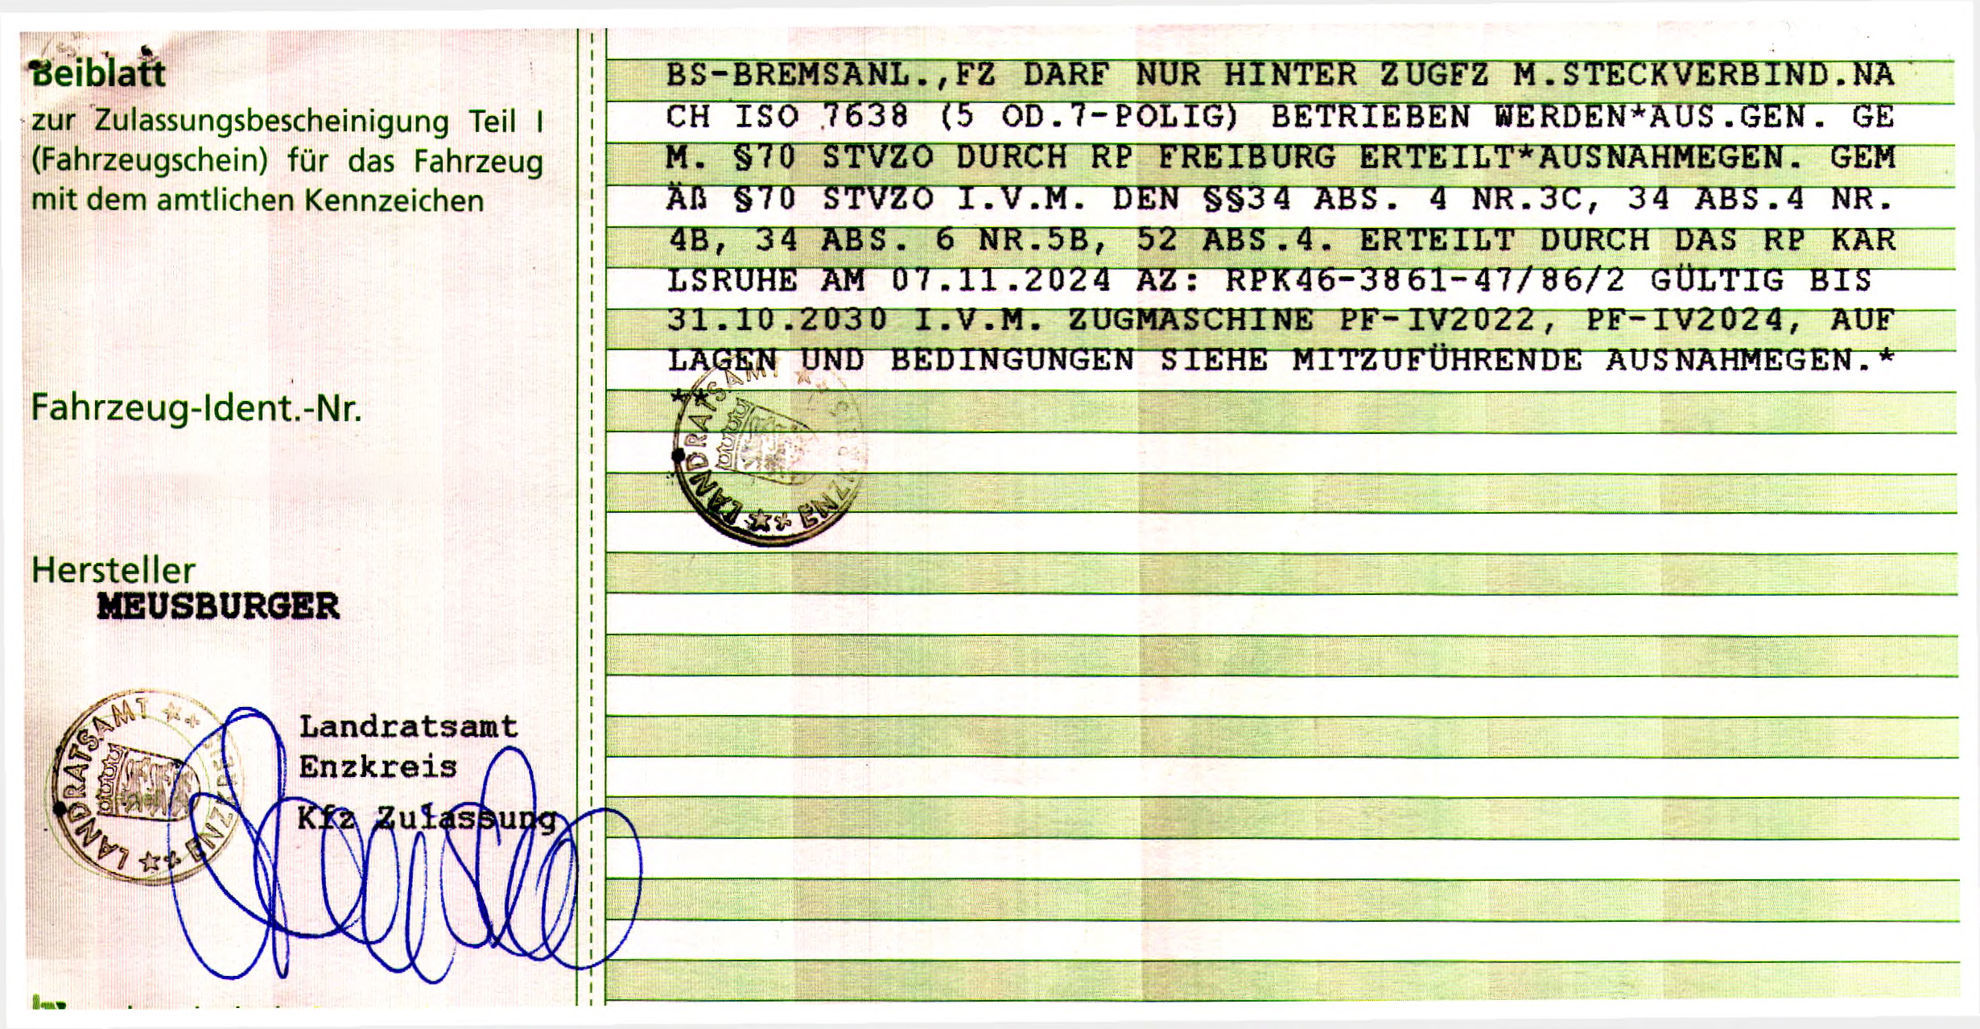 Beiblatt
zur Zulassungsbescheinigung Teil I
(Fahrzeugschein) für das Fahrzeug
mit dem amtlichen Kennzeichen
Fahrzeug-Ident.-Nr.
Hersteller
MEUSBURGER
LANDRATSAMT ENZKREIS
Landratsamt
Enzkreis
Kfz Zulassung
BS-BREMSANL.,FZ DARF NUR HINTER ZUGFZ M.STECKVERBIND.NA
CH ISO 7638 (5 OD.7-POLIG) BETRIEBEN WERDEN*AUS.GEN. GE
M. §70 STVZO DURCH RP FREIBURG ERTEILT*AUSNAHMEGEN. GEM
Äß §70 STVZO I.V.M. DEN §§34 ABS. 4 NR.3C, 34 ABS.4 NR.
4B, 34 ABS. 6 NR.5B, 52 ABS.4. ERTEILT DURCH DAS RP KAR
LSRUHE AM 07.11.2024 AZ: RPK46-3861-47/86/2 GÜLTIG BIS
31.10.2030 I.V.M. ZUGMASCHINE PF-IV2022, PF-IV2024, AUF
LAGEN UND BEDINGUNGEN SIEHE MITZUFÜHRENDE AUSNAHMEGEN.*
**
LANDRATSAMT ENZKREIS